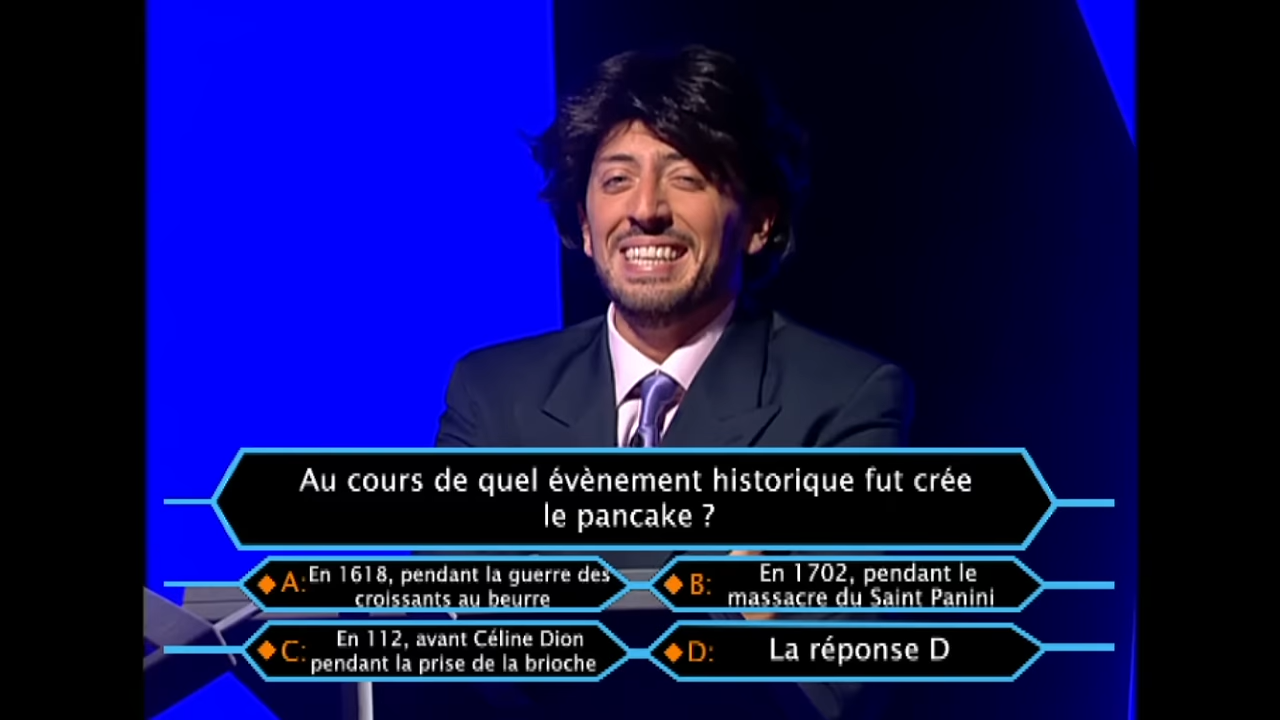 Au cours de quel évènement historique fut crée
le pancake ?
A: En 1618, pendant la guerre des
croissants au beurre
B: En 1702, pendant le
massacre du Saint Panini
C: En 112, avant Céline Dion
pendant la prise de la brioche
D: La réponse D